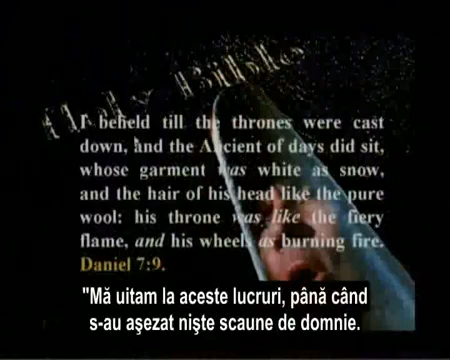 Holy Bible
I beheld till the thrones were cast
down, and the Ancient of days did sit,
whose garment was white as snow,
and the hair of his head like the pure
wool: his throne was like the fiery
flame, and his wheels as burning fire.
Daniel 7:9.
"Mă uitam la aceste lucruri, până când
s-au aşezat nişte scaune de domnie.